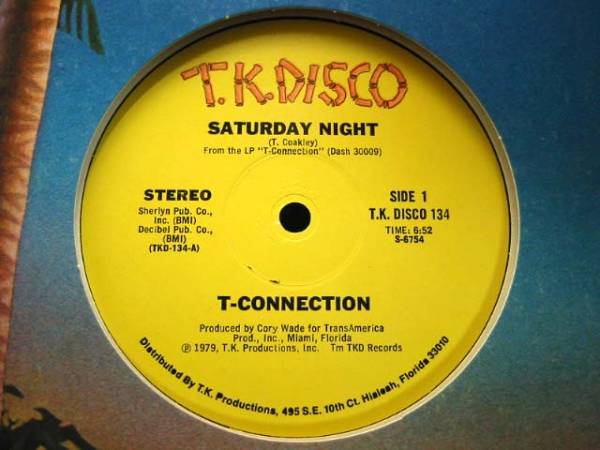 T.K. DISCO
SATURDAY NIGHT
(T. Coakley)
From the LP "T-Connection" (Dash 30009)
STEREO
Sherlyn Pub. Co.,
Inc. (BMI)
Decibel Pub. Co.,
(BMI)
(TKD-134-A)
SIDE 1
T.K. DISCO 134
TIME: 6:52
S-6754
T-CONNECTION
Produced by Cory Wade for TransAmerica
Prod., Inc., Miami, Florida
℗ 1979, T.K. Productions, Inc. Tm TKD Records
Distributed By T.K. Productions, 495 S.E. 10th Ct. Hialeah, Florida 33010